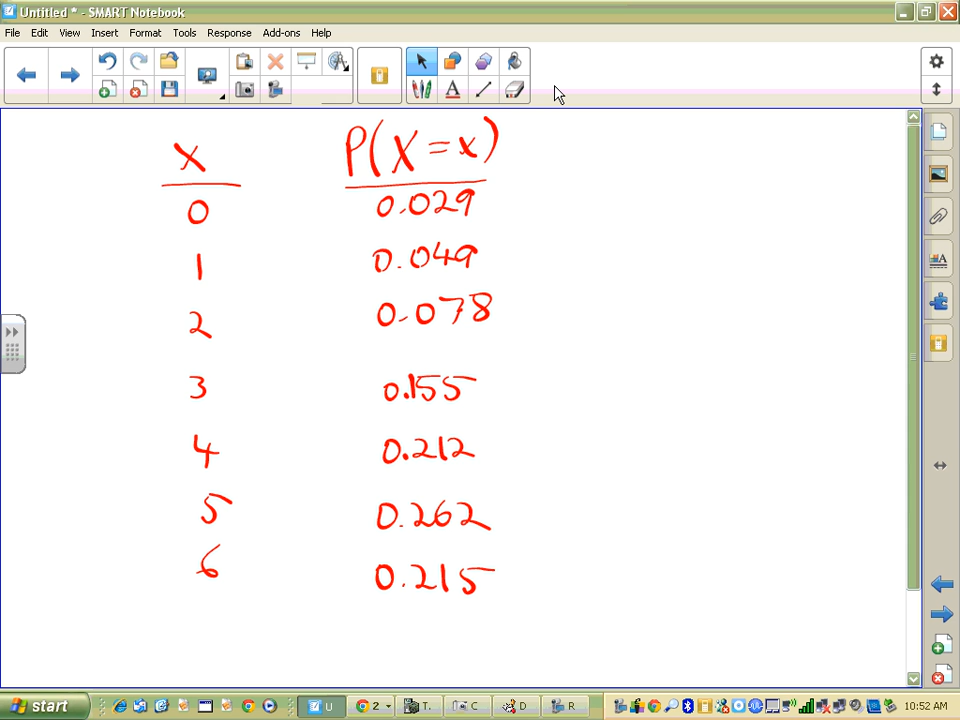 Untitled * - SMART Notebook
File Edit View Insert Format Tools Response Add-ons Help
x P(X = x)
0 0.029
1 0.049
2 0.078
3 0.155
4 0.212
5 0.262
6 0.215
start U 2 T. C D R 10:52 AM